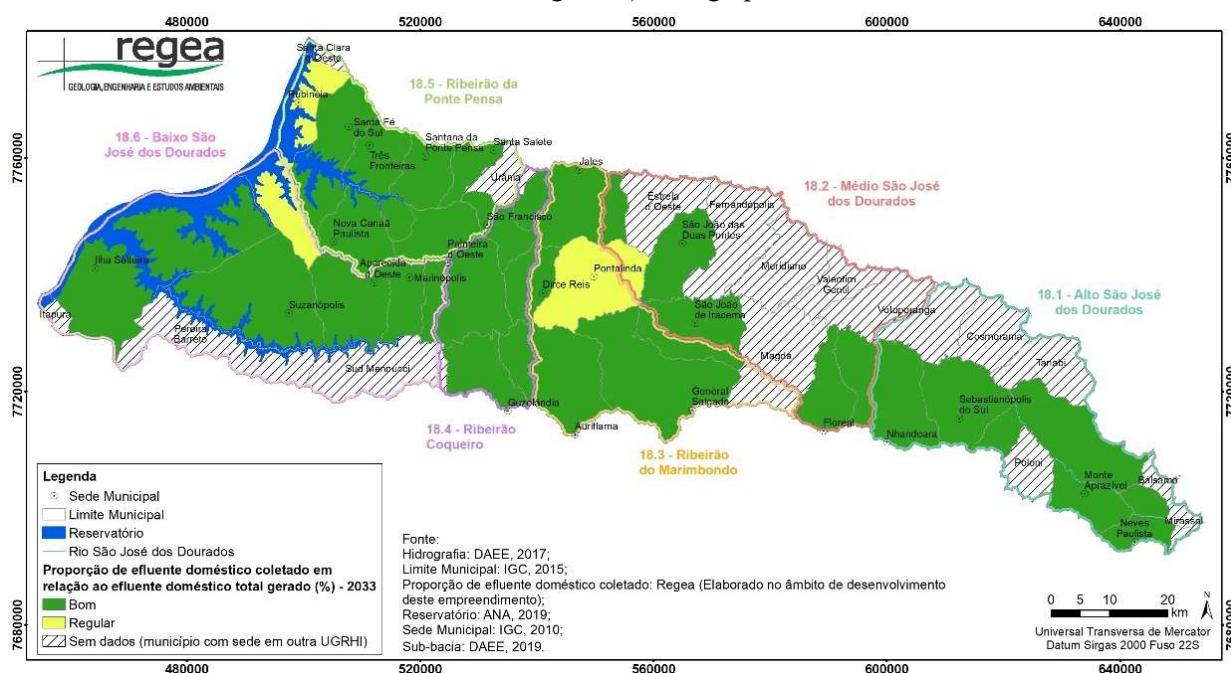 480000
520000
560000
600000
640000
regea
GEOLOGIA, ENGENHARIA E ESTUDOS AMBIENTAIS
7760000
7720000
7680000
7760000
7720000
7680000
Santa Clara
d'Oeste
Rubinéia
18.5 - Ribeirão da
Ponte Pensa
18.6 - Baixo São
José dos Dourados
Santa Fé
do Sul
Três
Fronteiras
Santana da
Ponte Pensa
Santa Salete
Urânia
Jales
18.2 - Médio São José
dos Dourados
Estrela
d'Oeste
Fernandópolis
São João das
Duas Pontes
São Francisco
Nova Canaã
Paulista
Palmeira
d'Oeste
Ilha Solteira
Aparecida
d'Oeste
Marinópolis
Pontalinda
Dirce Reis
Meridiano
Valentim
Gentil
Votuporanga
18.1 - Alto São José
dos Dourados
Itapura
Suzanápolis
São João
de Iracema
Cosmorama
Pereira
Barreto
Magda
Tanabi
Sud Mennucci
General
Salgado
Sebastianópolis
do Sul
Guzolândia
18.4 - Ribeirão
Coqueiro
Auriflama
18.3 - Ribeirão
do Marimbondo
Floreal
Nhandeara
Poloni
Monte
Aprazível
Bálsamo
Neves
Paulista
Mirassol
Legenda
Sede Municipal
Limite Municipal
Reservatório
Rio São José dos Dourados
Proporção de efluente doméstico coletado em
relação ao efluente doméstico total gerado (%) - 2033
Bom
Regular
Sem dados (município com sede em outra UGRHI)
Fonte:
Hidrografia: DAEE, 2017;
Limite Municipal: IGC, 2015;
Proporção de efluente doméstico coletado: Regea (Elaborado no âmbito de desenvolvimento
deste empreendimento);
Reservatório: ANA, 2019;
Sede Municipal: IGC, 2010;
Sub-bacia: DAEE, 2019.
0 5 10 20
km
N
Universal Transversa de Mercator
Datum Sirgas 2000 Fuso 22S
480000
520000
560000
600000
640000